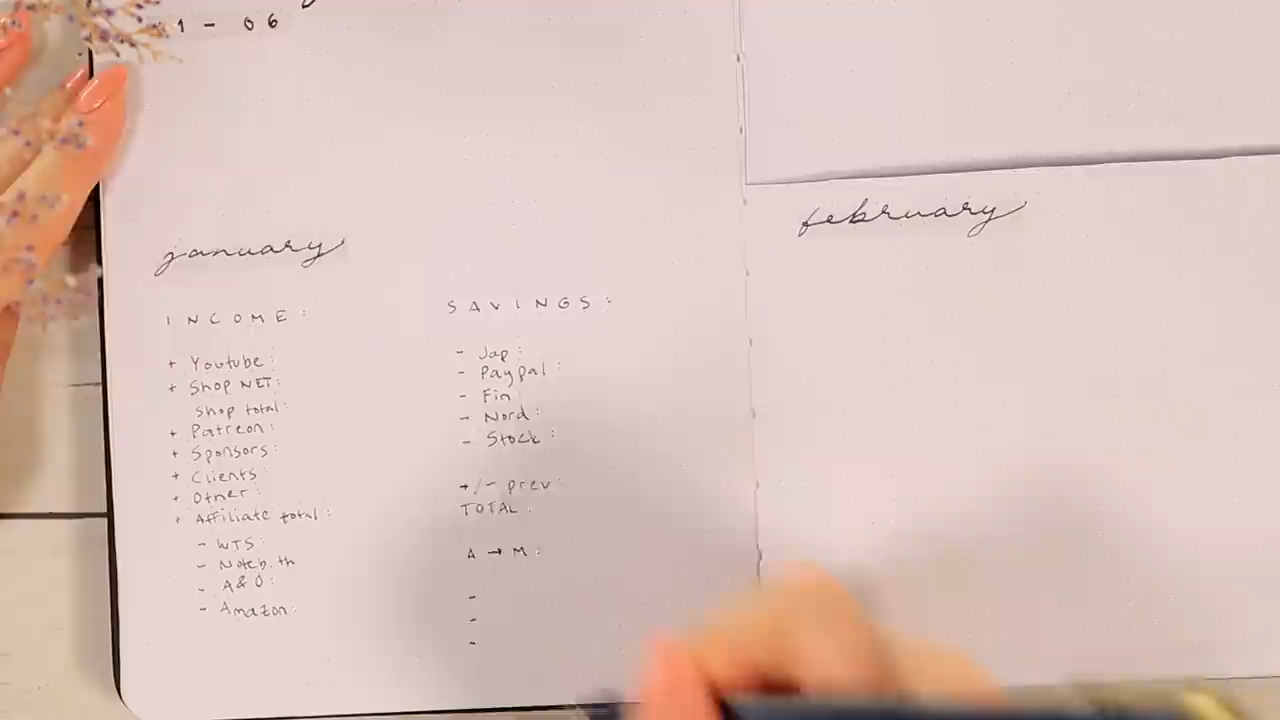 1 - 06
january
INCOME:
+ Youtube:
+ Shop NET:
shop total:
+ Patreon:
+ Sponsors:
+ Clients
+ Other:
+ Affiliate total:
- WTS:
- Noteb. th
- A&O:
- Amazon:
SAVINGS:
- Jap:
- Paypal:
- Fin
- Nord:
- Stock:
+/- prev:
TOTAL:
A → M:
-
-
-
february